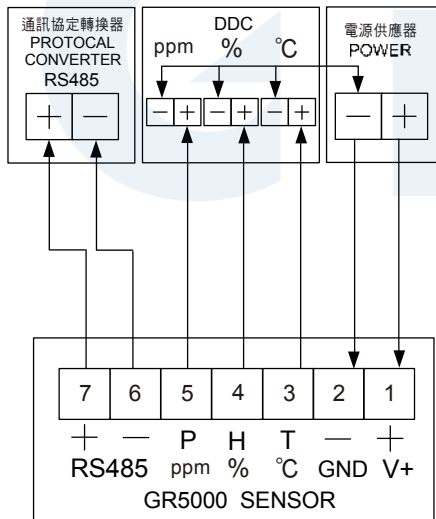 通訊協定轉換器
PROTOCAL
CONVERTER
RS485
+ —
DDC
ppm % ℃
— + — + — +
電源供應器
POWER
— +
7 6 5 4 3 2 1
+ — P H T — +
RS485 ppm % ℃ GND V+
GR5000 SENSOR